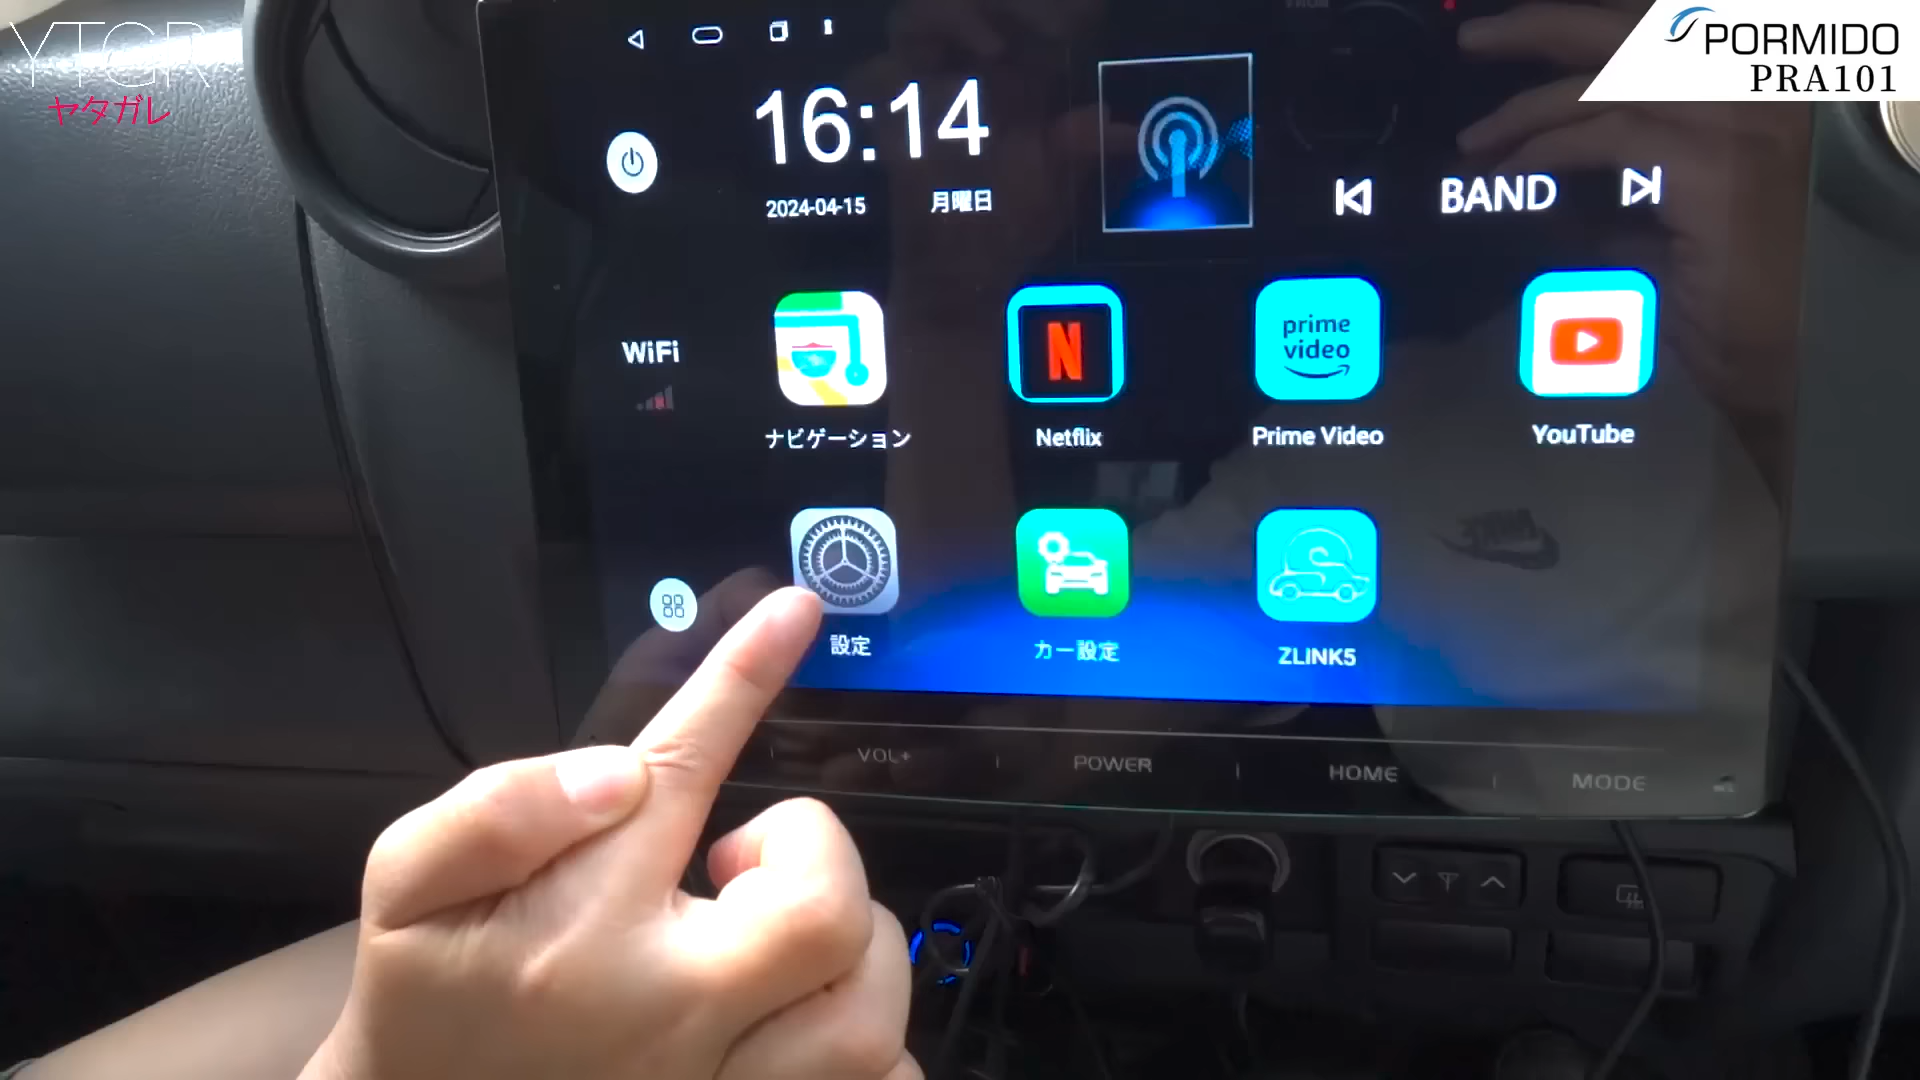 YTGR
ヤタガレ
PORMIDO
PRA101
16:14
2024-04-15 月曜日
BAND
WiFi
prime video
ナビゲーション
Netflix
Prime Video
YouTube
設定
カー設定
ZLINK5
VOL+
POWER
HOME
MODE